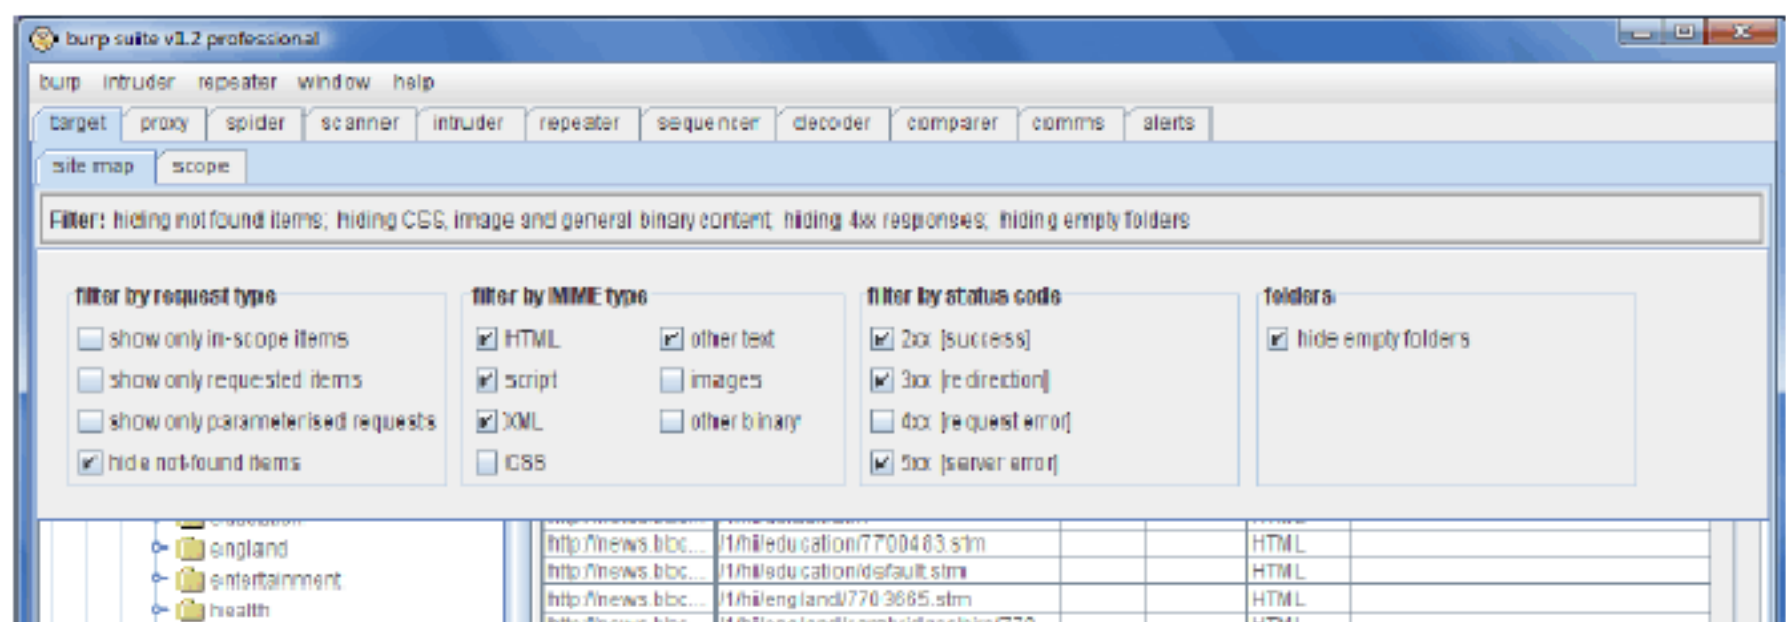 burp suite v1.2 professional
burp intruder repeater window help
target proxy spider scanner intruder repeater sequencer decoder comparer comms alerts
site map scope
Filter: hiding not found items; hiding CSS, image and general binary content; hiding 4xx responses; hiding empty folders
filter by request type filter by MIME type filter by status code folders
show only in-scope items HTML other text 2xx [success] hide empty folders
show only requested items script images 3xx [redirection]
show only parameterised requests XML other binary 4xx [request error]
hide not-found items CSS 5xx [server error]
england http://news.bbc... /1/hi/education/7700483.stm HTML
entertainment http://news.bbc... /1/hi/education/default.stm HTML
health http://news.bbc... /1/hi/england/7703665.stm HTML